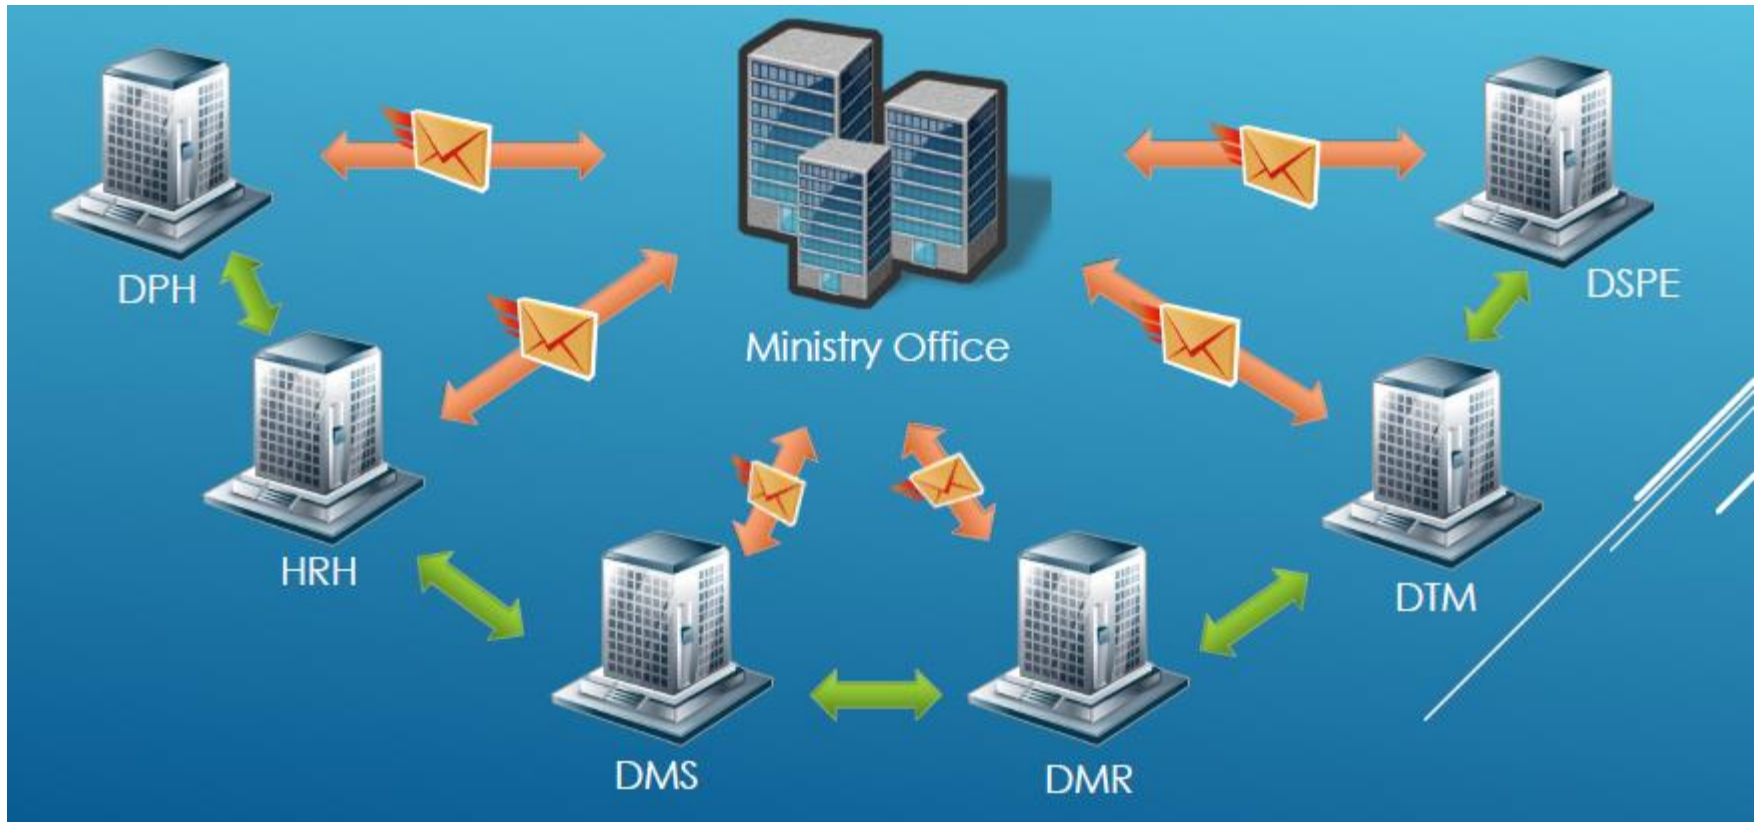 DPH
DSPE
Ministry Office
HRH
DTM
DMS
DMR